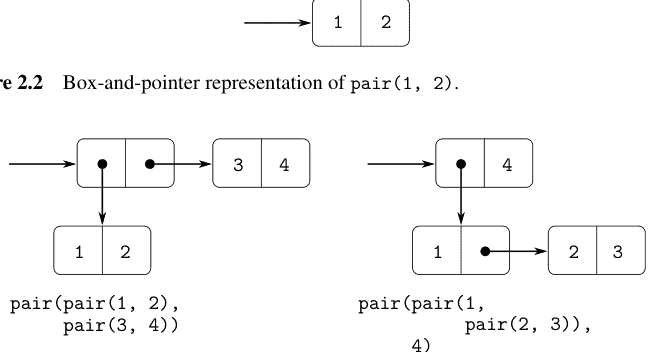 1 2
re 2.2 Box-and-pointer representation of pair(1, 2).
3 4
4
1 2
1
2 3
pair(pair(1, 2),
pair(3, 4))
pair(pair(1,
pair(2, 3)),
4)